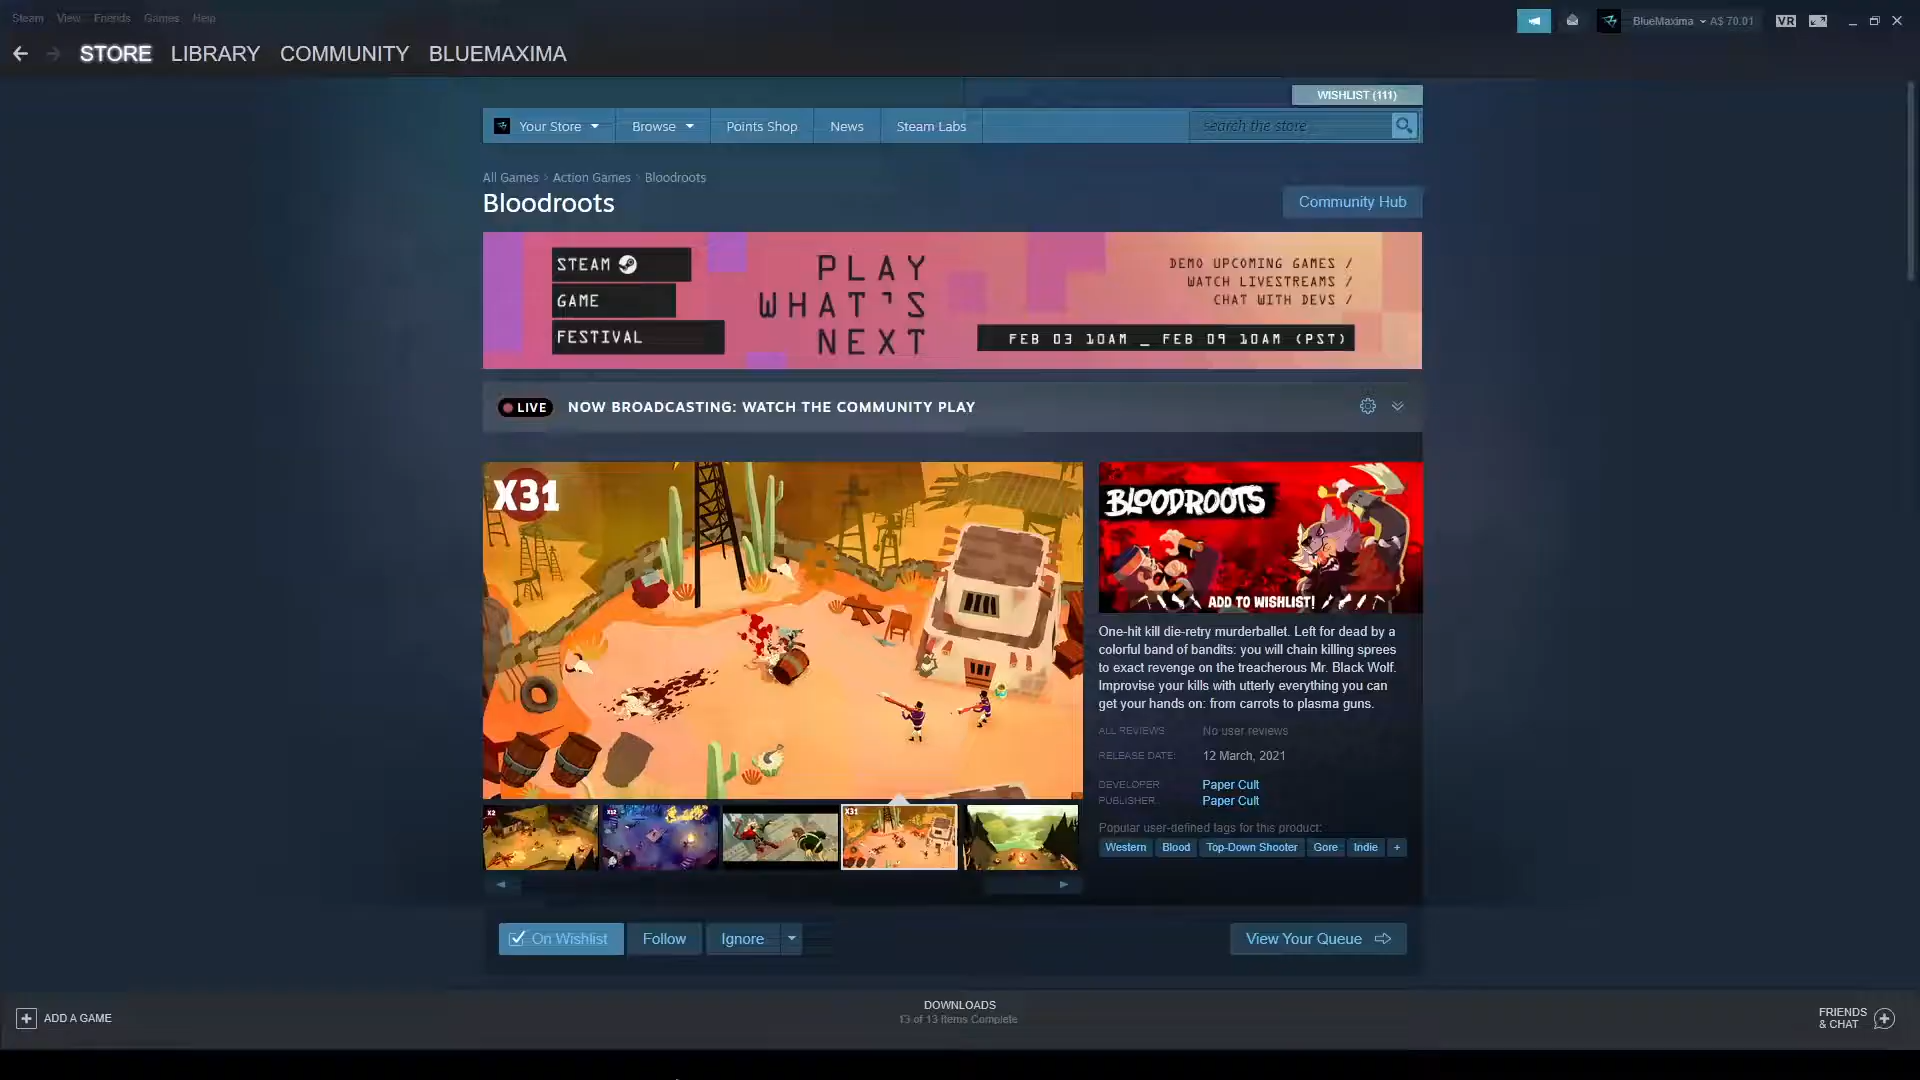 Steam View Friends Games Help
BlueMaxima A$ 70.01 VR
STORE LIBRARY COMMUNITY BLUEMAXIMA
WISHLIST (111)
Your Store Browse Points Shop News Steam Labs search the store
All Games > Action Games > Bloodroots
Bloodroots
Community Hub
STEAM
GAME
FESTIVAL
PLAY
WHAT'S
NEXT
DEMO UPCOMING GAMES /
WATCH LIVESTREAMS /
CHAT WITH DEVS /
FEB 03 10AM _ FEB 09 10AM (PST)
LIVE NOW BROADCASTING: WATCH THE COMMUNITY PLAY
X31
BLOODROOTS
ADD TO WISHLIST!
One-hit kill die-retry murderballet. Left for dead by a
colorful band of bandits: you will chain killing sprees
to exact revenge on the treacherous Mr. Black Wolf.
Improvise your kills with utterly everything you can
get your hands on: from carrots to plasma guns.
ALL REVIEWS: No user reviews
RELEASE DATE: 12 March, 2021
DEVELOPER: Paper Cult
PUBLISHER: Paper Cult
Popular user-defined tags for this product:
Western Blood Top-Down Shooter Gore Indie +
X2 X12 X31
On Wishlist Follow Ignore
View Your Queue
ADD A GAME
DOWNLOADS
13 of 13 Items Complete
FRIENDS
& CHAT